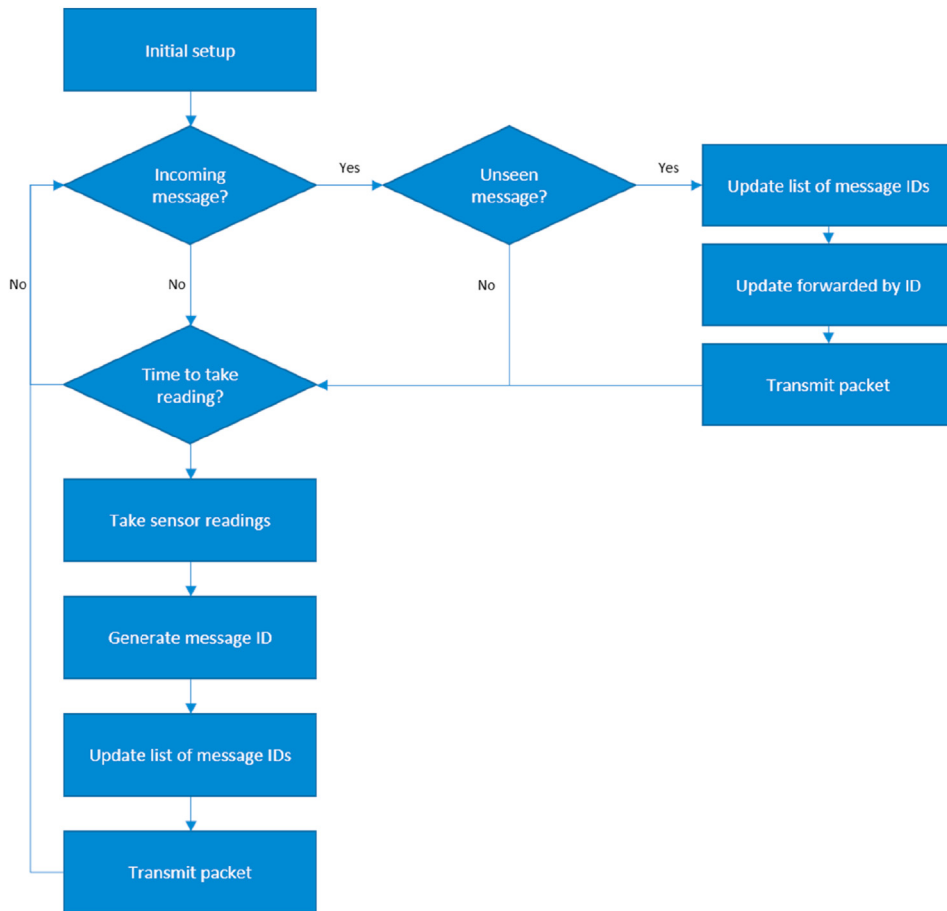 Initial setup
Incoming
message?
Yes
Unseen
message?
Yes
Update list of message IDs
Update forwarded by ID
Transmit packet
No
No
No
Time to take
reading?
Take sensor readings
Generate message ID
Update list of message IDs
Transmit packet